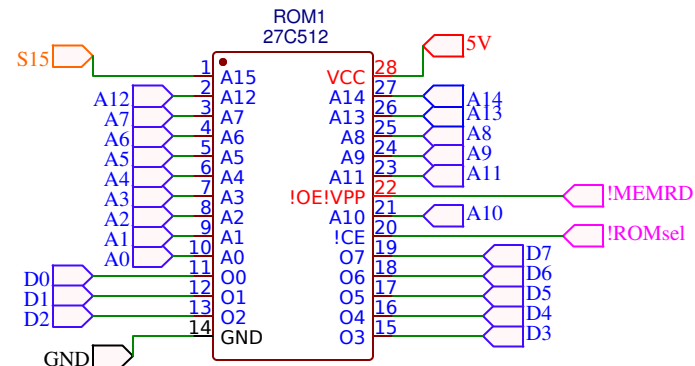 ROM1
27C512
S15 1 A15 VCC 28 5V
A12 2 A12 A14 27 A14
A7 3 A7 A13 26 A13
A6 4 A6 A8 25 A8
A5 5 A5 A9 24 A9
A4 6 A4 A11 23 A11
A3 7 A3 !OE!VPP 22 !MEMRD
A2 8 A2 A10 21 A10
A1 9 A1 !CE 20 !ROMsel
A0 10 A0 O7 19 D7
D0 11 O0 O6 18 D6
D1 12 O1 O5 17 D5
D2 13 O2 O4 16 D4
GND 14 GND O3 15 D3